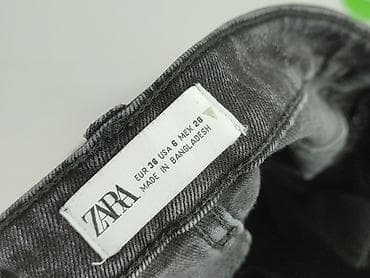 ZARA
EUR 38 USA 6 MEX 28
MADE IN BANGLADESH